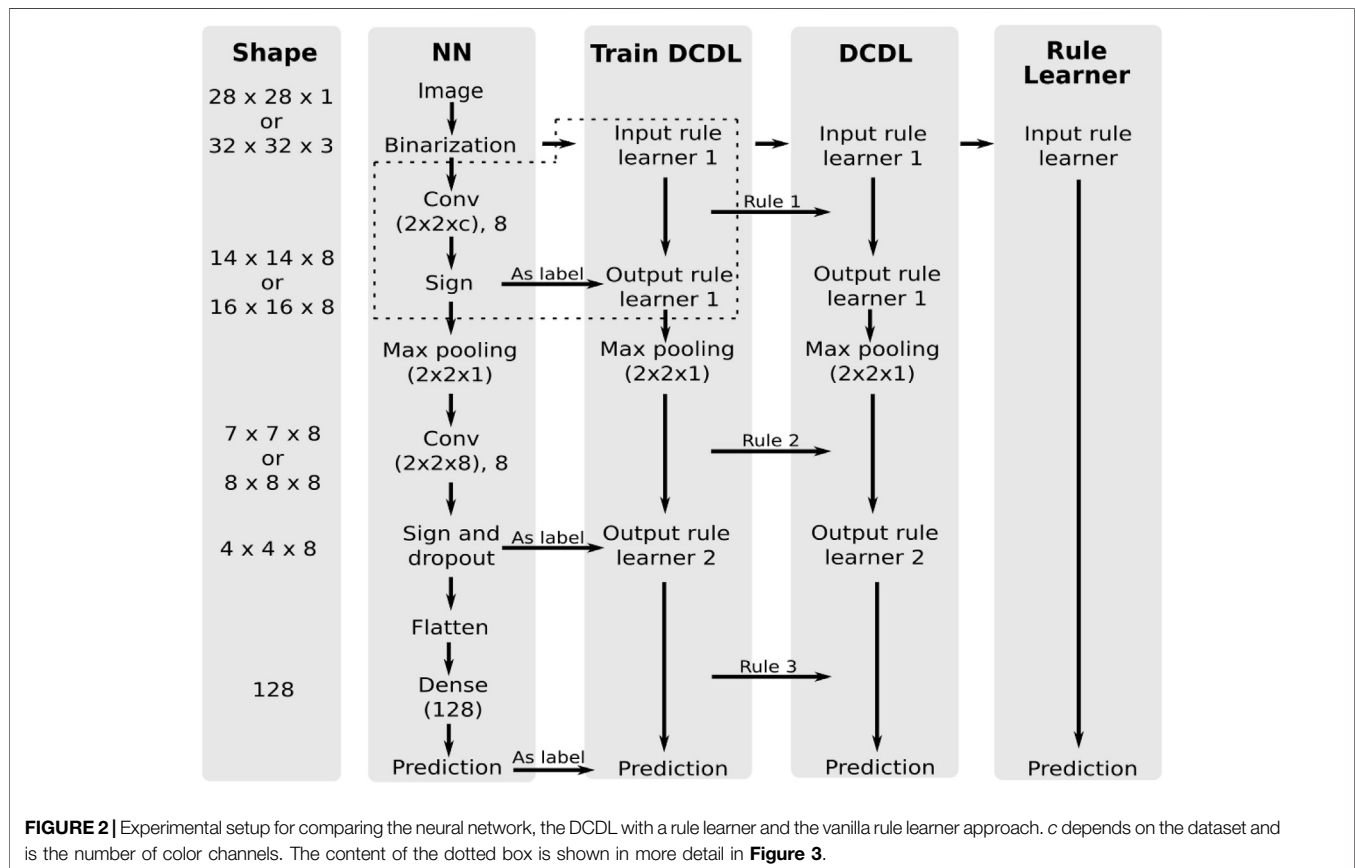 Shape
28 x 28 x 1
or
32 x 32 x 3
14 x 14 x 8
or
16 x 16 x 8
7 x 7 x 8
or
8 x 8 x 8
4 x 4 x 8
128
NN
Image
Binarization
Conv
(2x2xc), 8
Sign
As label
Max pooling
(2x2x1)
Conv
(2x2x8), 8
Sign and
dropout
As label
Flatten
Dense
(128)
Prediction
As label
Train DCDL
Input rule
learner 1
Rule 1
Output rule
learner 1
Max pooling
(2x2x1)
Rule 2
Output rule
learner 2
Rule 3
Prediction
DCDL
Input rule
learner 1
Output rule
learner 1
Max pooling
(2x2x1)
Output rule
learner 2
Prediction
Rule
Learner
Input rule
learner
Prediction
FIGURE 2 | Experimental setup for comparing the neural network, the DCDL with a rule learner and the vanilla rule learner approach. c depends on the dataset and
is the number of color channels. The content of the dotted box is shown in more detail in Figure 3.